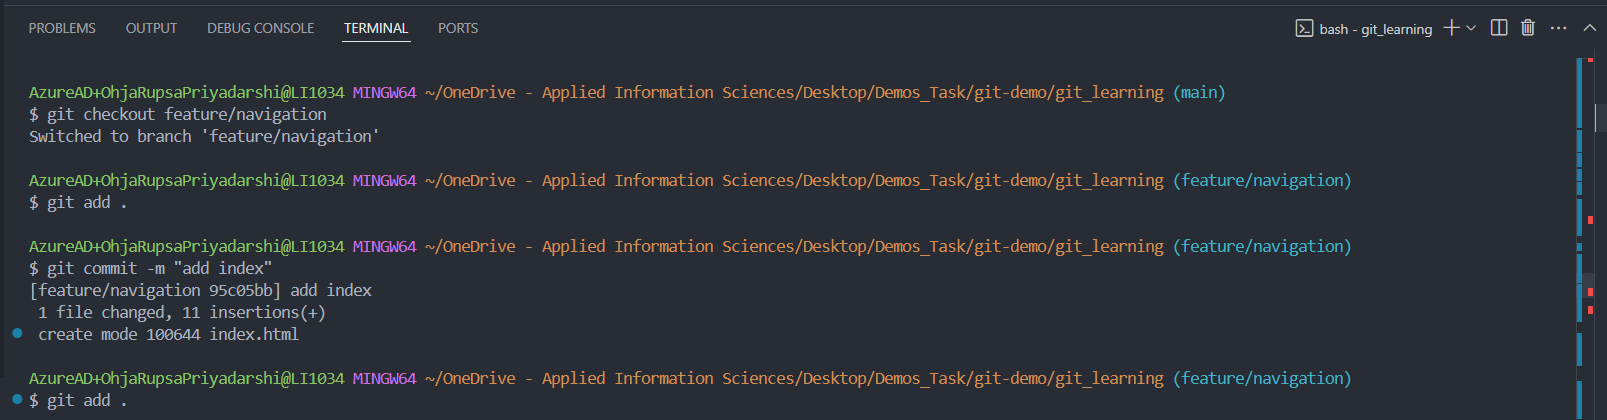 PROBLEMS OUTPUT DEBUG CONSOLE TERMINAL PORTS bash - git_learning
AzureAD+OhjaRupsaPriyadarshi@LI1034 MINGW64 ~/OneDrive - Applied Information Sciences/Desktop/Demos_Task/git-demo/git_learning (main)
$ git checkout feature/navigation
Switched to branch 'feature/navigation'
AzureAD+OhjaRupsaPriyadarshi@LI1034 MINGW64 ~/OneDrive - Applied Information Sciences/Desktop/Demos_Task/git-demo/git_learning (feature/navigation)
$ git add .
AzureAD+OhjaRupsaPriyadarshi@LI1034 MINGW64 ~/OneDrive - Applied Information Sciences/Desktop/Demos_Task/git-demo/git_learning (feature/navigation)
$ git commit -m "add index"
[feature/navigation 95c05bb] add index
 1 file changed, 11 insertions(+)
 create mode 100644 index.html
AzureAD+OhjaRupsaPriyadarshi@LI1034 MINGW64 ~/OneDrive - Applied Information Sciences/Desktop/Demos_Task/git-demo/git_learning (feature/navigation)
$ git add .